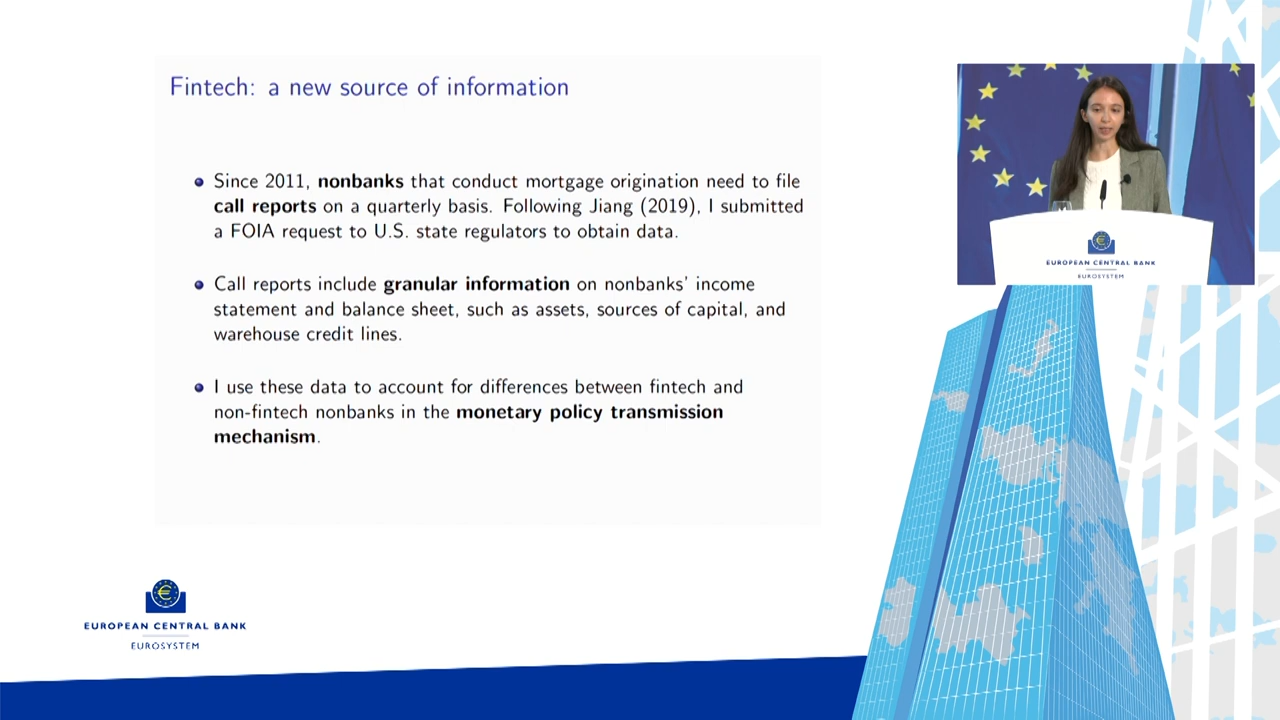 Fintech: a new source of information
Since 2011, nonbanks that conduct mortgage origination need to file
call reports on a quarterly basis. Following Jiang (2019), I submitted
a FOIA request to U.S. state regulators to obtain data.
Call reports include granular information on nonbanks' income
statement and balance sheet, such as assets, sources of capital, and
warehouse credit lines.
I use these data to account for differences between fintech and
non-fintech nonbanks in the monetary policy transmission
mechanism.
EUROPEAN CENTRAL BANK
EUROSYSTEM
EUROPEAN CENTRAL BANK
EUROSYSTEM